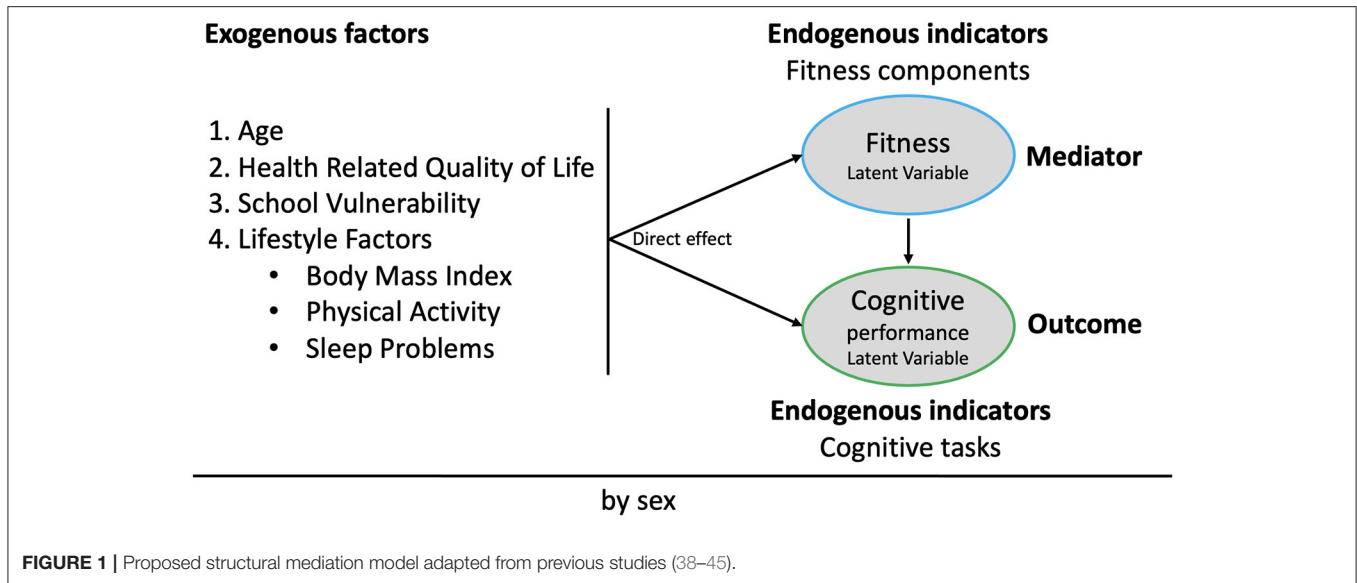 Exogenous factors
1. Age
2. Health Related Quality of Life
3. School Vulnerability
4. Lifestyle Factors
• Body Mass Index
• Physical Activity
• Sleep Problems
Direct effect
Endogenous indicators
Fitness components
Fitness
Latent Variable
Mediator
Cognitive
performance
Latent Variable
Outcome
Endogenous indicators
Cognitive tasks
by sex
FIGURE 1 | Proposed structural mediation model adapted from previous studies (38–45).